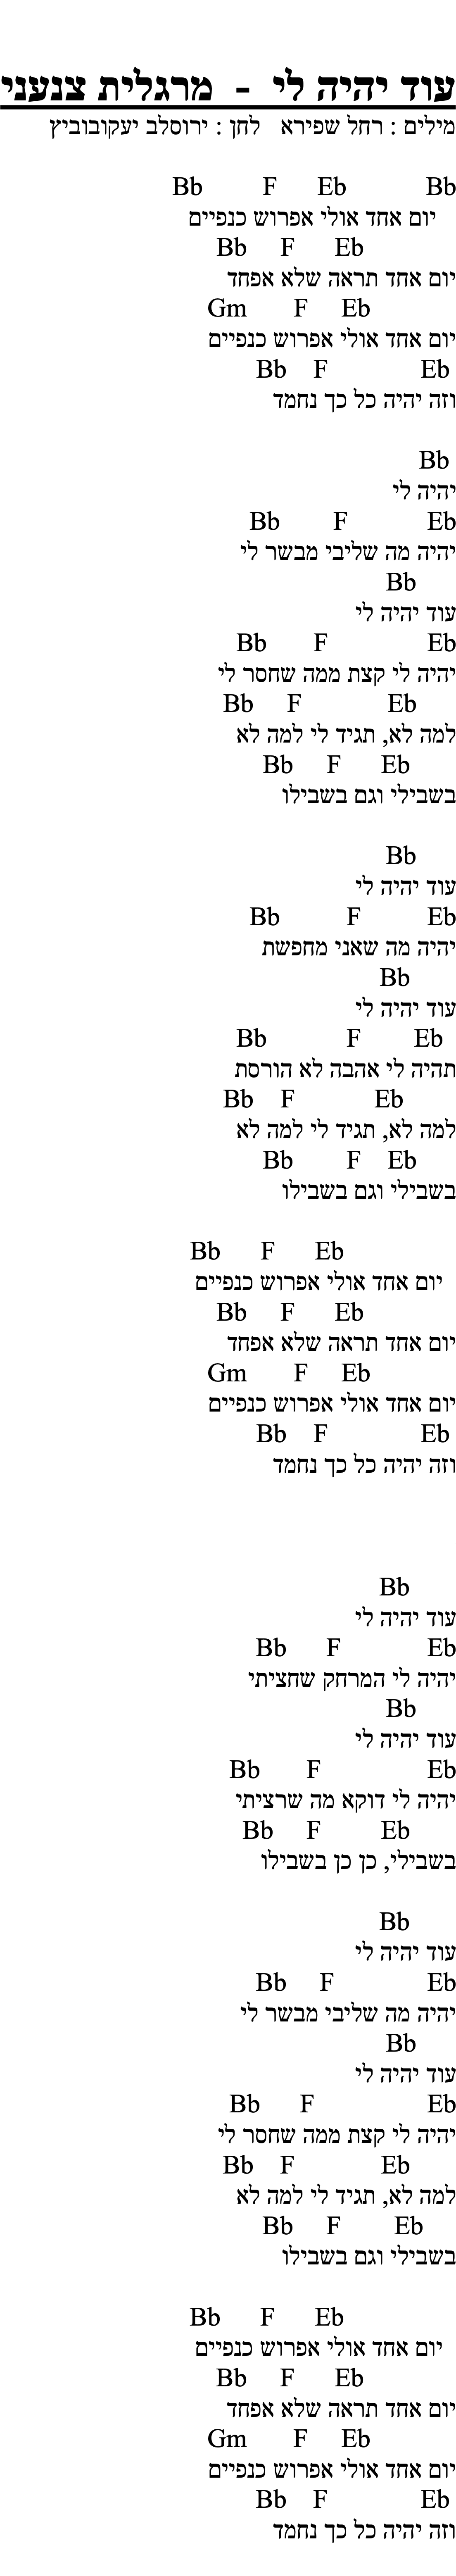 עוד יהיה לי - מרגלית צנעני
מילים : רחל שפירא לחן : ירוסלב יעקובוביץ
Bb F Eb Bb
יום אחד אולי אפרוש כנפיים
Bb F Eb
יום אחד תראה שלא אפחד
Gm F Eb
יום אחד אולי אפרוש כנפיים
Bb F Eb
וזה יהיה כל כך נחמד
Bb
יהיה לי
Bb F Eb
יהיה מה שליבי מבשר לי
Bb
עוד יהיה לי
Bb F Eb
יהיה לי קצת ממה שחסר לי
Bb F Eb
למה לא, תגיד לי למה לא
Bb F Eb
בשבילי וגם בשבילו
Bb
עוד יהיה לי
Bb F Eb
יהיה מה שאני מחפשת
Bb
עוד יהיה לי
Bb F Eb
תהיה לי אהבה לא הורסת
Bb F Eb
למה לא, תגיד לי למה לא
Bb F Eb
בשבילי וגם בשבילו
Bb F Eb
יום אחד אולי אפרוש כנפיים
Bb F Eb
יום אחד תראה שלא אפחד
Gm F Eb
יום אחד אולי אפרוש כנפיים
Bb F Eb
וזה יהיה כל כך נחמד
Bb
עוד יהיה לי
Bb F Eb
יהיה לי המרחק שחציתי
Bb
עוד יהיה לי
Bb F Eb
יהיה לי דוקא מה שרציתי
Bb F Eb
בשבילי, כן כן בשבילו
Bb
עוד יהיה לי
Bb F Eb
יהיה מה שליבי מבשר לי
Bb
עוד יהיה לי
Bb F Eb
יהיה לי קצת ממה שחסר לי
Bb F Eb
למה לא, תגיד לי למה לא
Bb F Eb
בשבילי וגם בשבילו
Bb F Eb
יום אחד אולי אפרוש כנפיים
Bb F Eb
יום אחד תראה שלא אפחד
Gm F Eb
יום אחד אולי אפרוש כנפיים
Bb F Eb
וזה יהיה כל כך נחמד